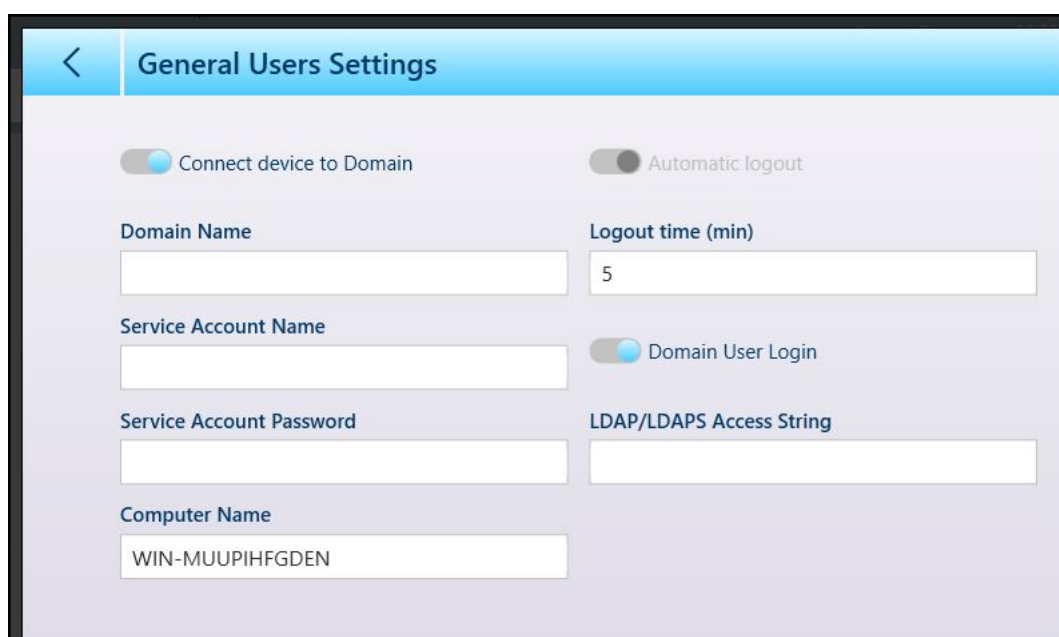 General Users Settings
Connect device to Domain
Automatic logout
Domain Name
Logout time (min)
5
Service Account Name
Domain User Login
Service Account Password
LDAP/LDAPS Access String
Computer Name
WIN-MUUPIHFGDEN